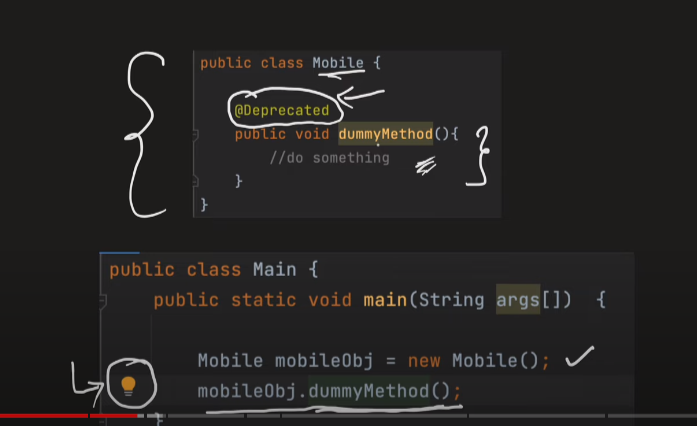 public class Mobile {
@Deprecated
public void dummyMethod(){
//do something
}
}
public class Main {
public static void main(String args[]) {
Mobile mobileObj = new Mobile();
mobileObj.dummyMethod();
}